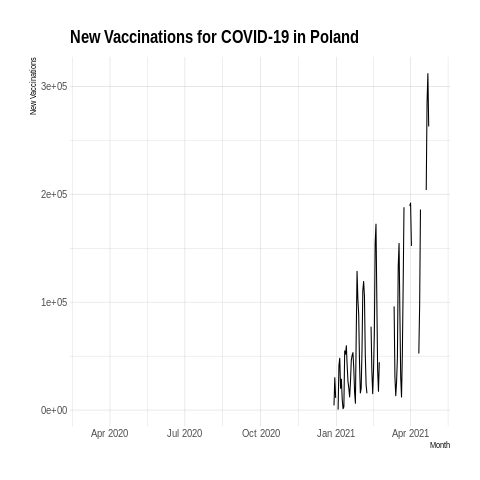 New Vaccinations for COVID-19 in Poland
New Vaccinations
3e+05
2e+05
1e+05
0e+00
Apr 2020 Jul 2020 Oct 2020 Jan 2021 Apr 2021
Month